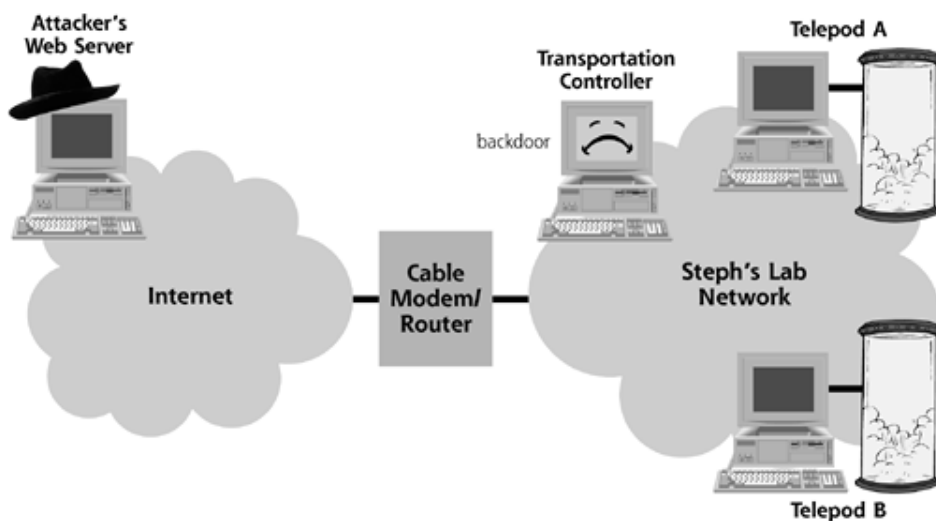 Attacker's
Web Server
Transportation
Controller
backdoor
Telepod A
Internet
Cable
Modem/
Router
Steph's Lab
Network
Telepod B